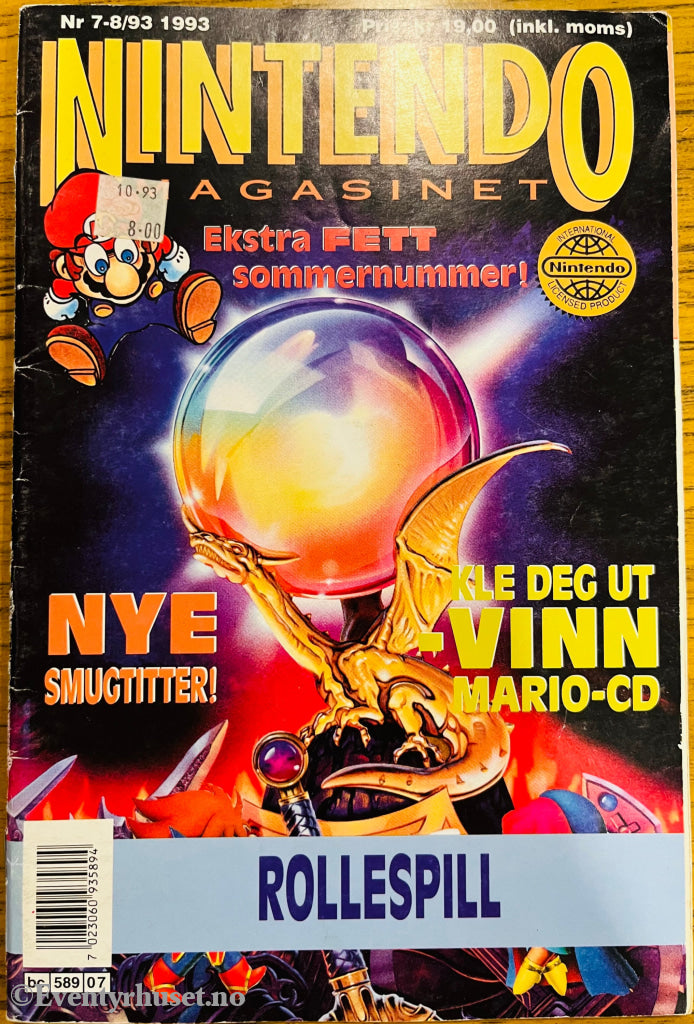 Nr 7-8/93 1993
Pris kr 19,00 (inkl. moms)
NINTENDO
MAGASINET
10.93
8.00
Ekstra FETT
sommernummer!
INTERNATIONAL
Nintendo
LICENSED PRODUCT
NYE
SMUGTITTER!
KLE DEG UT
-VINN
MARIO-CD
ROLLESPILL
7 023060 935894
bc 589 07
©Eventyrhuset.no